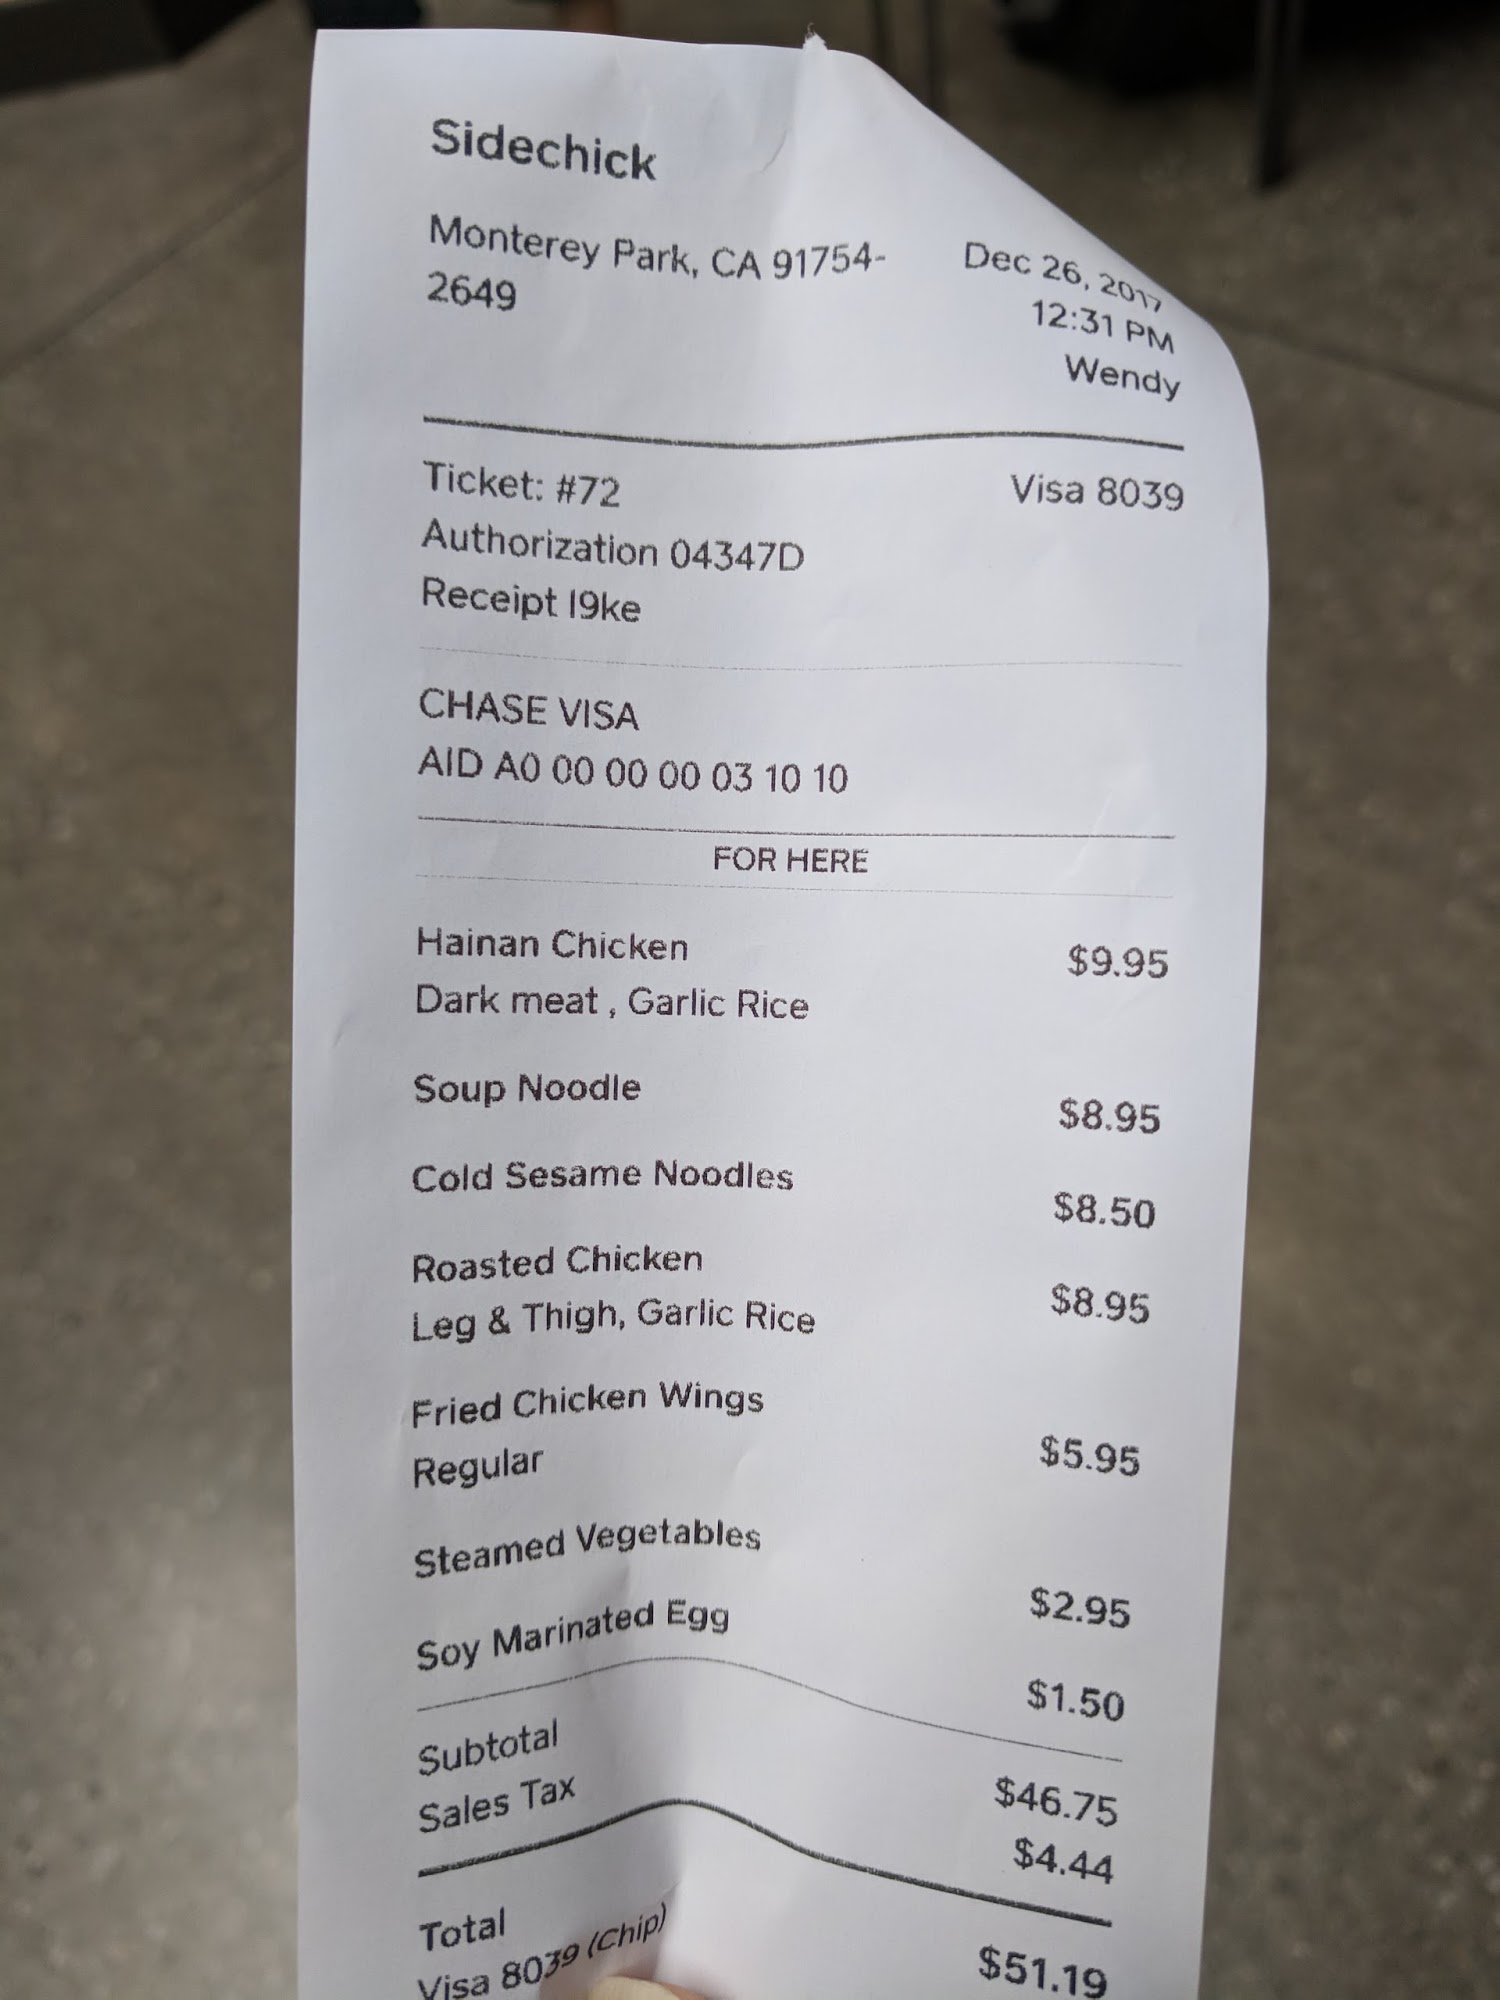 Sidechick
Monterey Park, CA 91754-
2649
Dec 26, 2017
12:31 PM
Wendy
Ticket: #72 Visa 8039
Authorization 04347D
Receipt I9ke
CHASE VISA
AID A0 00 00 00 03 10 10
FOR HERE
Hainan Chicken $9.95
Dark meat , Garlic Rice
Soup Noodle $8.95
Cold Sesame Noodles $8.50
Roasted Chicken $8.95
Leg & Thigh, Garlic Rice
Fried Chicken Wings $5.95
Regular
Steamed Vegetables $2.95
Soy Marinated Egg $1.50
Subtotal $46.75
Sales Tax $4.44
Total $51.19
Visa 8039 (Chip)